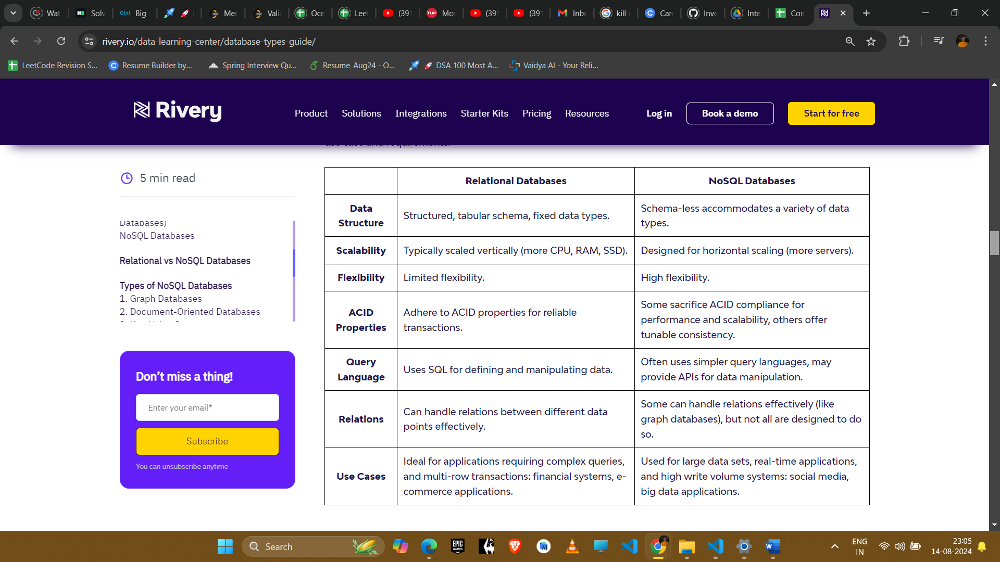 Wat
Solv
Big
Mer
Valid
Oce
Leet
(391
Mos
(391
(391
Inbo
kill r
Care
Inve
Inte
Con
rivery.io/data-learning-center/database-types-guide/
LeetCode Revision S...
Resume Builder by...
Spring Interview Qu...
Resume_Aug24 - O...
DSA 100 Most A...
Vaidya AI - Your Reli...
Rivery
Product
Solutions
Integrations
Starter Kits
Pricing
Resources
Log in
Book a demo
Start for free
use case and requirements.
5 min read
Databases)
NoSQL Databases
Relational vs NoSQL Databases
Types of NoSQL Databases
1. Graph Databases
2. Document-Oriented Databases
Don't miss a thing!
Enter your email*
Subscribe
You can unsubscribe anytime
Relational Databases
NoSQL Databases
Data
Structure
Structured, tabular schema, fixed data types.
Schema-less accommodates a variety of data
types.
Scalability
Typically scaled vertically (more CPU, RAM, SSD).
Designed for horizontal scaling (more servers).
Flexibility
Limited flexibility.
High flexibility.
ACID
Properties
Adhere to ACID properties for reliable
transactions.
Some sacrifice ACID compliance for
performance and scalability, others offer
tunable consistency.
Query
Language
Uses SQL for defining and manipulating data.
Often uses simpler query languages, may
provide APIs for data manipulation.
Relations
Can handle relations between different data
points effectively.
Some can handle relations effectively (like
graph databases), but not all are designed to do
so.
Use Cases
Ideal for applications requiring complex queries,
and multi-row transactions: financial systems, e-
commerce applications.
Used for large data sets, real-time applications,
and high write volume systems: social media,
big data applications.
Search
ENG
IN
23:05
14-08-2024